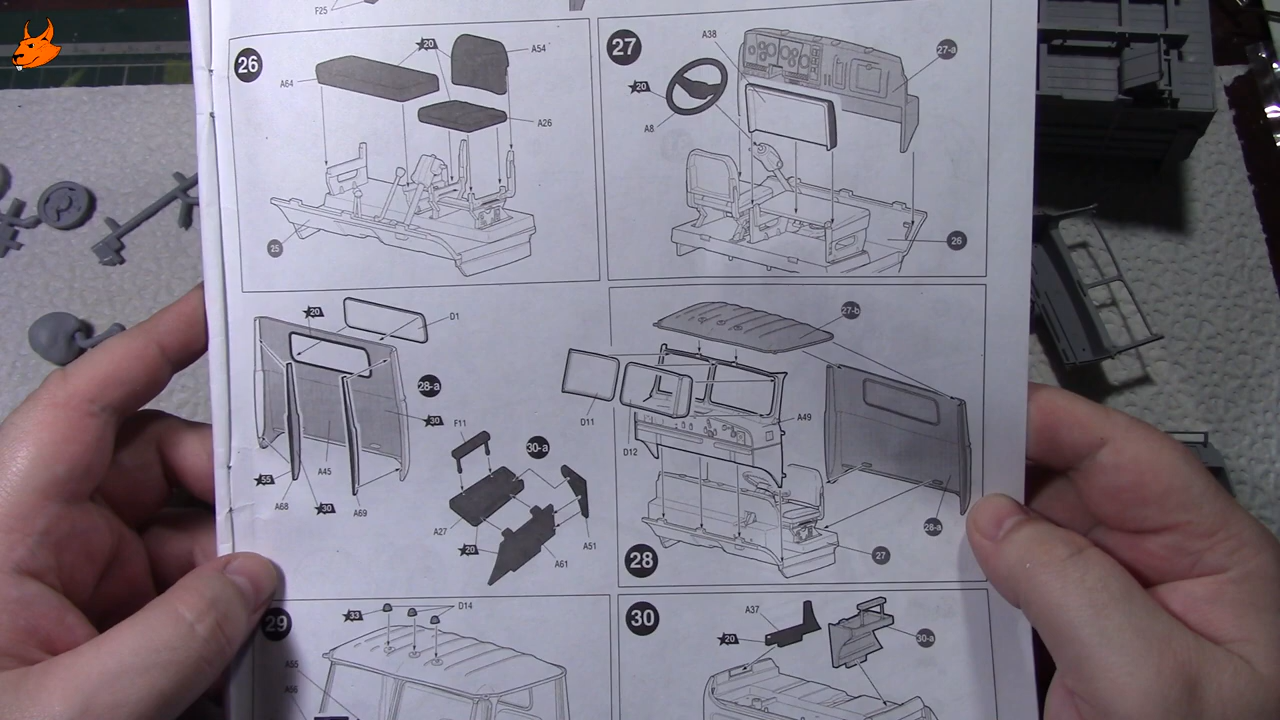 F25
26
20
A54
A64
A26
25
27
A38
27-a
20
A8
26
20
D1
28-a
30
A45
55
A68
30
A69
F11
30-a
A27
20
A51
A61
27-b
D11
A49
D12
28-a
27
28
29
33
D14
A55
A56
30
A37
20
30-a